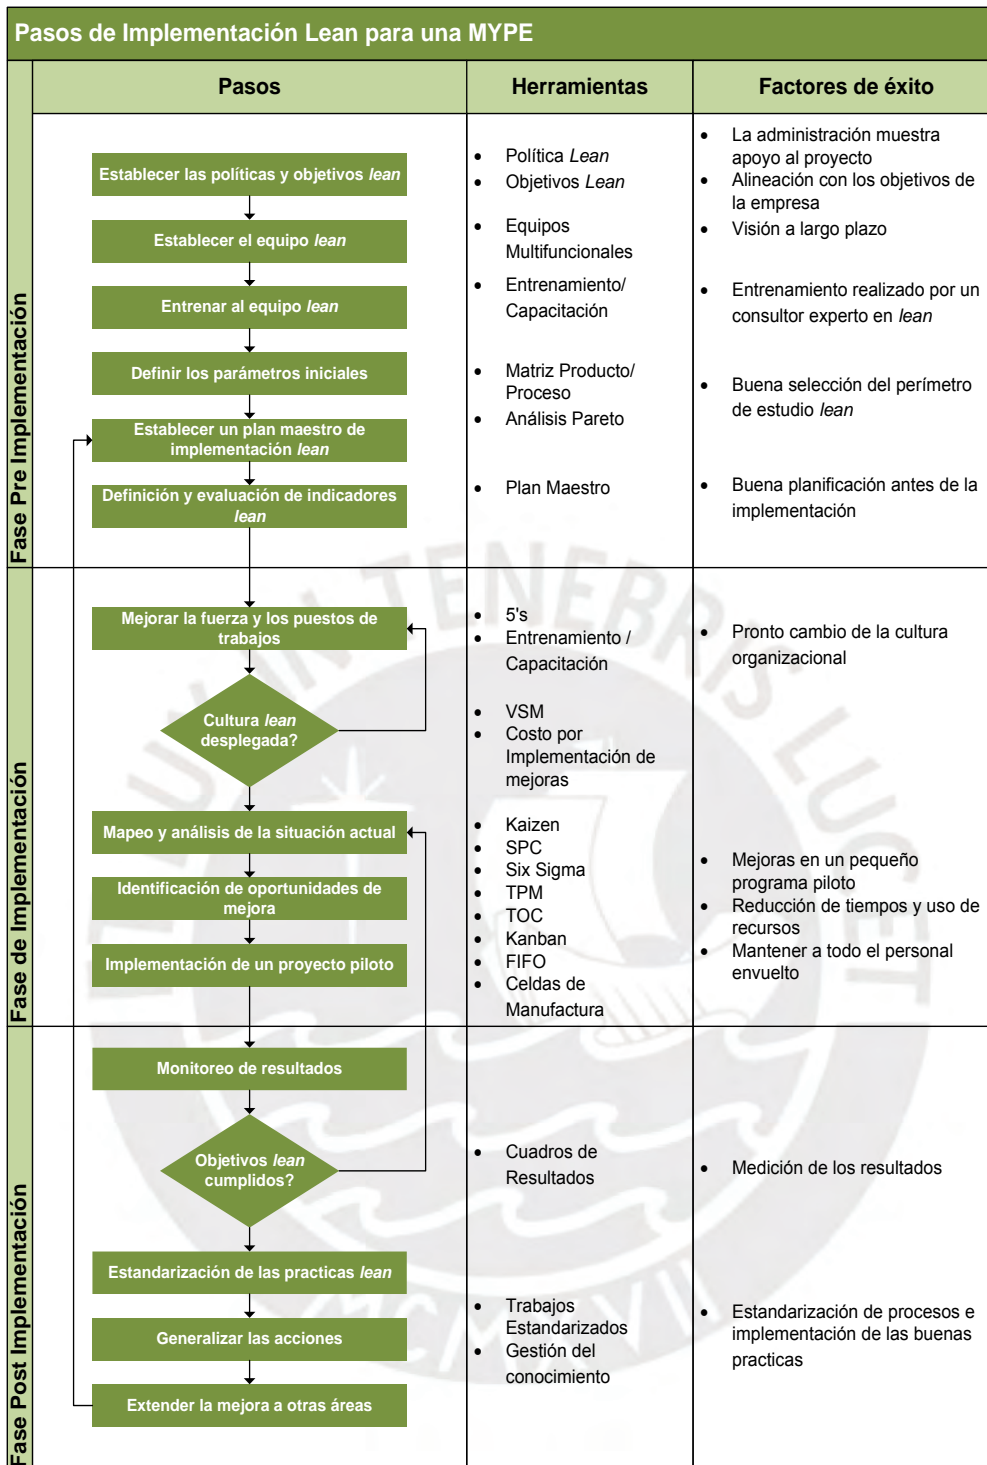 Pasos de Implementación Lean para una MYPE
Pasos
Herramientas
Factores de éxito
Fase Pre Implementación
Establecer las políticas y objetivos lean
Establecer el equipo lean
Entrenar al equipo lean
Definir los parámetros iniciales
Establecer un plan maestro de
implementación lean
Definición y evaluación de indicadores
lean
• Política Lean
• Objetivos Lean
• Equipos
Multifuncionales
• Entrenamiento/
Capacitación
• Matriz Producto/
Proceso
• Análisis Pareto
• Plan Maestro
• La administración muestra
apoyo al proyecto
• Alineación con los objetivos de
la empresa
• Visión a largo plazo
• Entrenamiento realizado por un
consultor experto en lean
• Buena selección del perímetro
de estudio lean
• Buena planificación antes de la
implementación
Fase de Implementación
Mejorar la fuerza y los puestos de
trabajos
Cultura lean
desplegada?
Mapeo y análisis de la situación actual
Identificación de oportunidades de
mejora
Implementación de un proyecto piloto
• 5's
• Entrenamiento /
Capacitación
• VSM
• Costo por
Implementación de
mejoras
• Kaizen
• SPC
• Six Sigma
• TPM
• TOC
• Kanban
• FIFO
• Celdas de
Manufactura
• Pronto cambio de la cultura
organizacional
• Mejoras en un pequeño
programa piloto
• Reducción de tiempos y uso de
recursos
• Mantener a todo el personal
envuelto
Fase Post Implementación
Monitoreo de resultados
Objetivos lean
cumplidos?
Estandarización de las practicas lean
Generalizar las acciones
Extender la mejora a otras áreas
• Cuadros de
Resultados
• Trabajos
Estandarizados
• Gestión del
conocimiento
• Medición de los resultados
• Estandarización de procesos e
implementación de las buenas
practicas
ET LUX IN TENEBRIS LUCET
MCMXVII